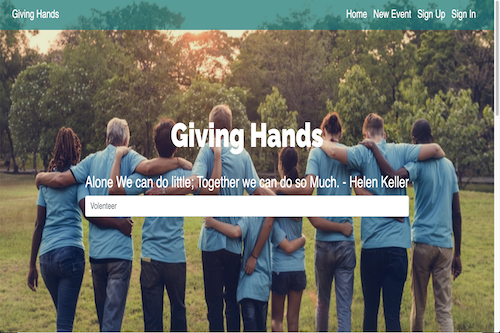 Giving Hands
Home New Event Sign Up Sign In
Giving Hands
Alone We can do little; Together we can do so Much. - Helen Keller
Volenteer